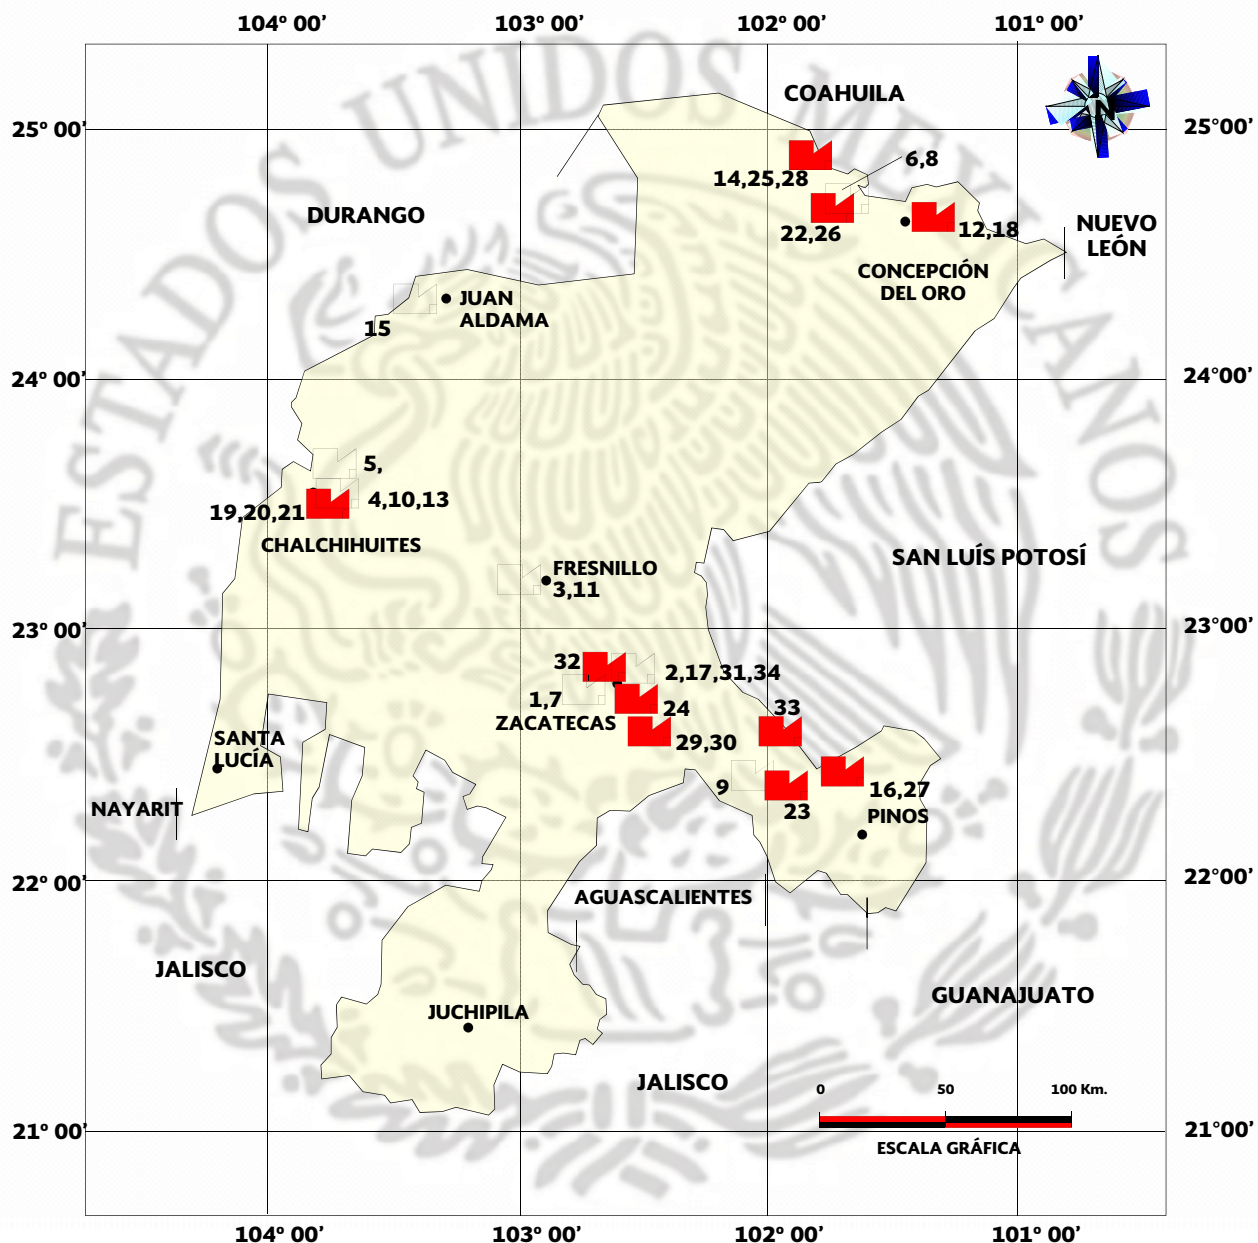 104° 00’ 103° 00’ 102° 00’ 101° 00’
ESTADOS UNIDOS MEXICANOS
COAHUILA
25° 00’ 25°00’
6,8
14,25,28
DURANGO
NUEVO
LEÓN
22,26
12,18
CONCEPCIÓN
DEL ORO
JUAN
ALDAMA
15
24° 00’ 24°00’
5,
4,10,13
19,20,21
CHALCHIHUITES
SAN LUÍS POTOSÍ
FRESNILLO
3,11
23° 00’ 23°00’
32
2,17,31,34
1,7
24
33
ZACATECAS
29,30
SANTA
LUCÍA
9
16,27
NAYARIT
23
PINOS
22° 00’ 22°00’
AGUASCALIENTES
JALISCO
GUANAJUATO
JUCHIPILA
JALISCO
0 50 100 Km.
21° 00’ 21°00’
ESCALA GRÁFICA
104° 00’ 103° 00’ 102° 00’ 101° 00’